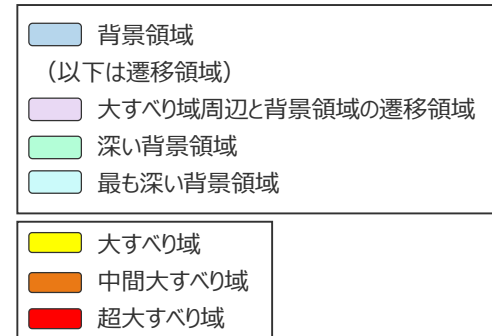 背景領域
（以下は遷移領域）
大すべり域周辺と背景領域の遷移領域
深い背景領域
最も深い背景領域
大すべり域
中間大すべり域
超大すべり域